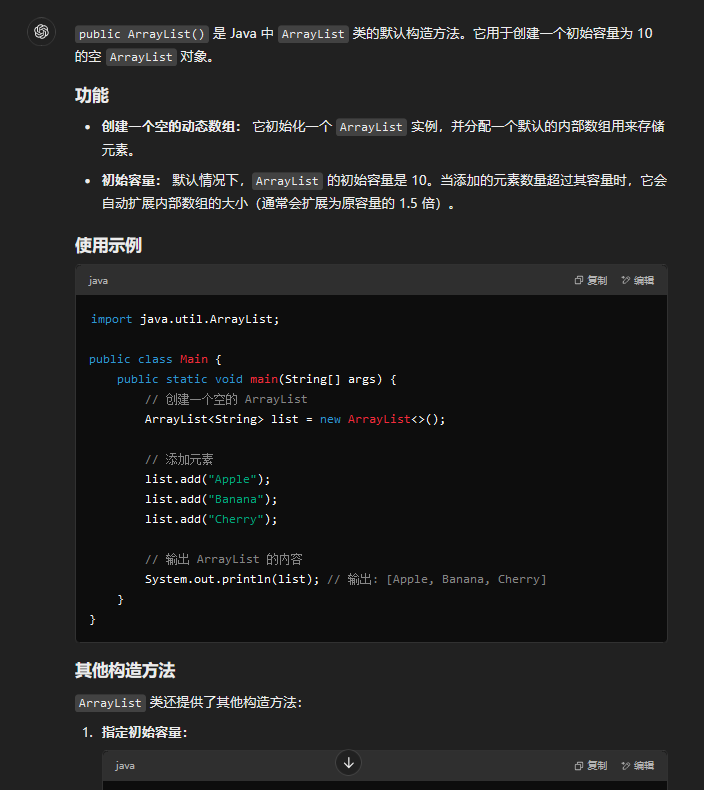 public ArrayList() 是 Java 中 ArrayList 类的默认构造方法。它用于创建一个初始容量为 10
的空 ArrayList 对象。
功能
• 创建一个空的动态数组： 它初始化一个 ArrayList 实例，并分配一个默认的内部数组用来存储
元素。
• 初始容量： 默认情况下，ArrayList 的初始容量是 10。当添加的元素数量超过其容量时，它会
自动扩展内部数组的大小（通常会扩展为原容量的 1.5 倍）。
使用示例
java 复制 编辑
import java.util.ArrayList;
public class Main {
    public static void main(String[] args) {
        // 创建一个空的 ArrayList
        ArrayList<String> list = new ArrayList<>();
        // 添加元素
        list.add("Apple");
        list.add("Banana");
        list.add("Cherry");
        // 输出 ArrayList 的内容
        System.out.println(list); // 输出: [Apple, Banana, Cherry]
    }
}
其他构造方法
ArrayList 类还提供了其他构造方法：
1. 指定初始容量：
java 复制 编辑